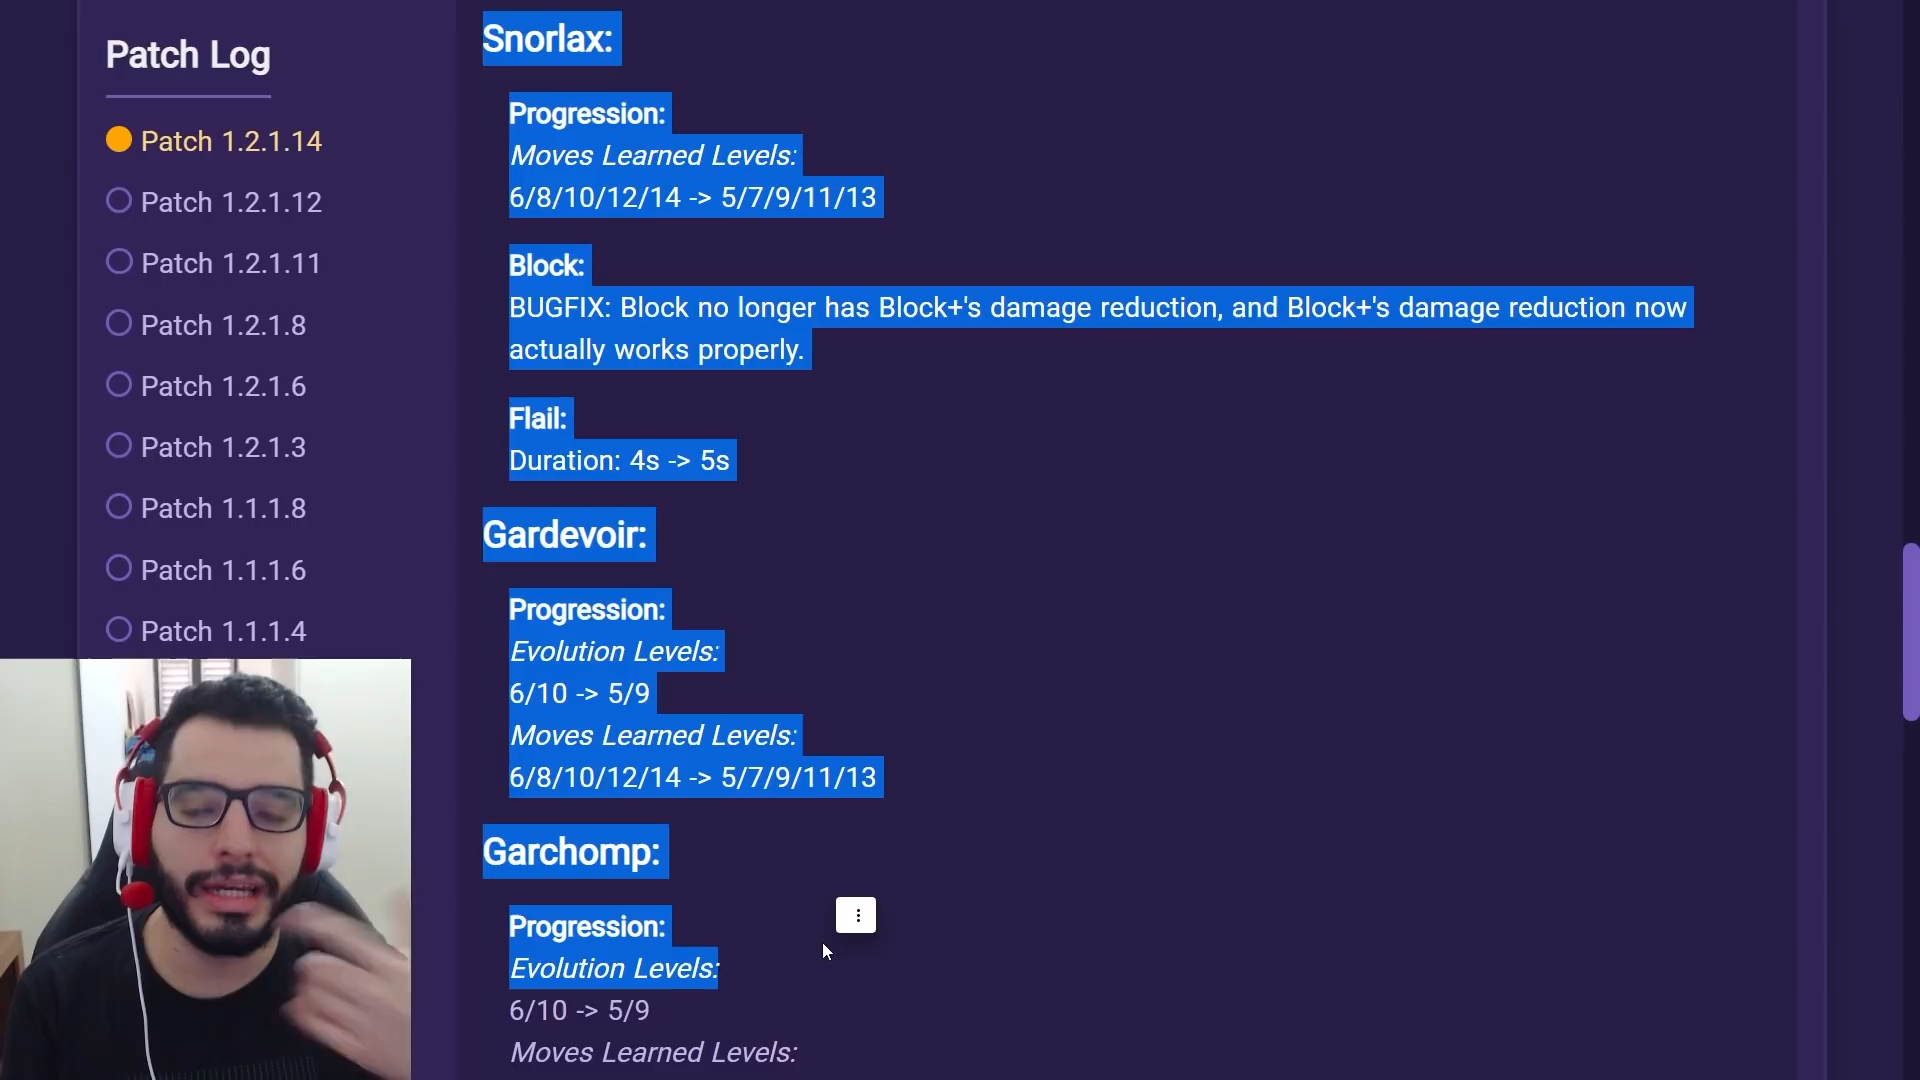 Patch Log
Patch 1.2.1.14
Patch 1.2.1.12
Patch 1.2.1.11
Patch 1.2.1.8
Patch 1.2.1.6
Patch 1.2.1.3
Patch 1.1.1.8
Patch 1.1.1.6
Patch 1.1.1.4
Snorlax:
Progression:
Moves Learned Levels:
6/8/10/12/14 -> 5/7/9/11/13
Block:
BUGFIX: Block no longer has Block+'s damage reduction, and Block+'s damage reduction now
actually works properly.
Flail:
Duration: 4s -> 5s
Gardevoir:
Progression:
Evolution Levels:
6/10 -> 5/9
Moves Learned Levels:
6/8/10/12/14 -> 5/7/9/11/13
Garchomp:
Progression:
Evolution Levels:
6/10 -> 5/9
Moves Learned Levels: